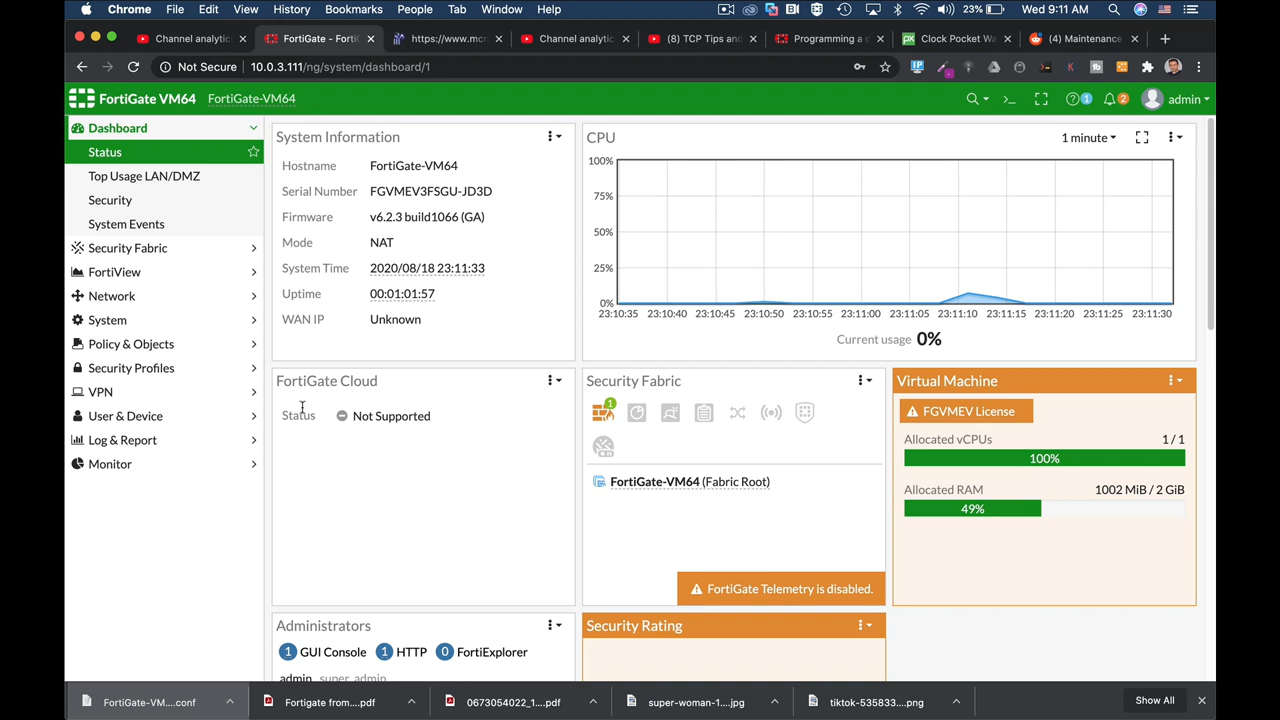 Chrome File Edit View History Bookmarks People Tab Window Help 23% Wed 9:11 AM
Channel analytic FortiGate - Forti https://www.mcr Channel analytic (8) TCP Tips and Programming a c Clock Pocket Wa (4) Maintenance
Not Secure 10.0.3.111/ng/system/dashboard/1
FortiGate VM64 FortiGate-VM64 1 2 admin
Dashboard
Status
Top Usage LAN/DMZ
Security
System Events
Security Fabric
FortiView
Network
System
Policy & Objects
Security Profiles
VPN
User & Device
Log & Report
Monitor
System Information
Hostname FortiGate-VM64
Serial Number FGVMEV3FSGU-JD3D
Firmware v6.2.3 build1066 (GA)
Mode NAT
System Time 2020/08/18 23:11:33
Uptime 00:01:01:57
WAN IP Unknown
CPU 1 minute
100%
75%
50%
25%
0%
23:10:35 23:10:40 23:10:45 23:10:50 23:10:55 23:11:00 23:11:05 23:11:10 23:11:15 23:11:20 23:11:25 23:11:30
Current usage 0%
FortiGate Cloud
Status Not Supported
Security Fabric
1
FortiGate-VM64 (Fabric Root)
FortiGate Telemetry is disabled.
Virtual Machine
FGVMEV License
Allocated vCPUs 1 / 1
100%
Allocated RAM 1002 MiB / 2 GiB
49%
Administrators
1 GUI Console 1 HTTP 0 FortiExplorer
admin super_admin
Security Rating
FortiGate-VM....conf Fortigate from....pdf 0673054022_1....pdf super-woman-1....jpg tiktok-535833....png Show All